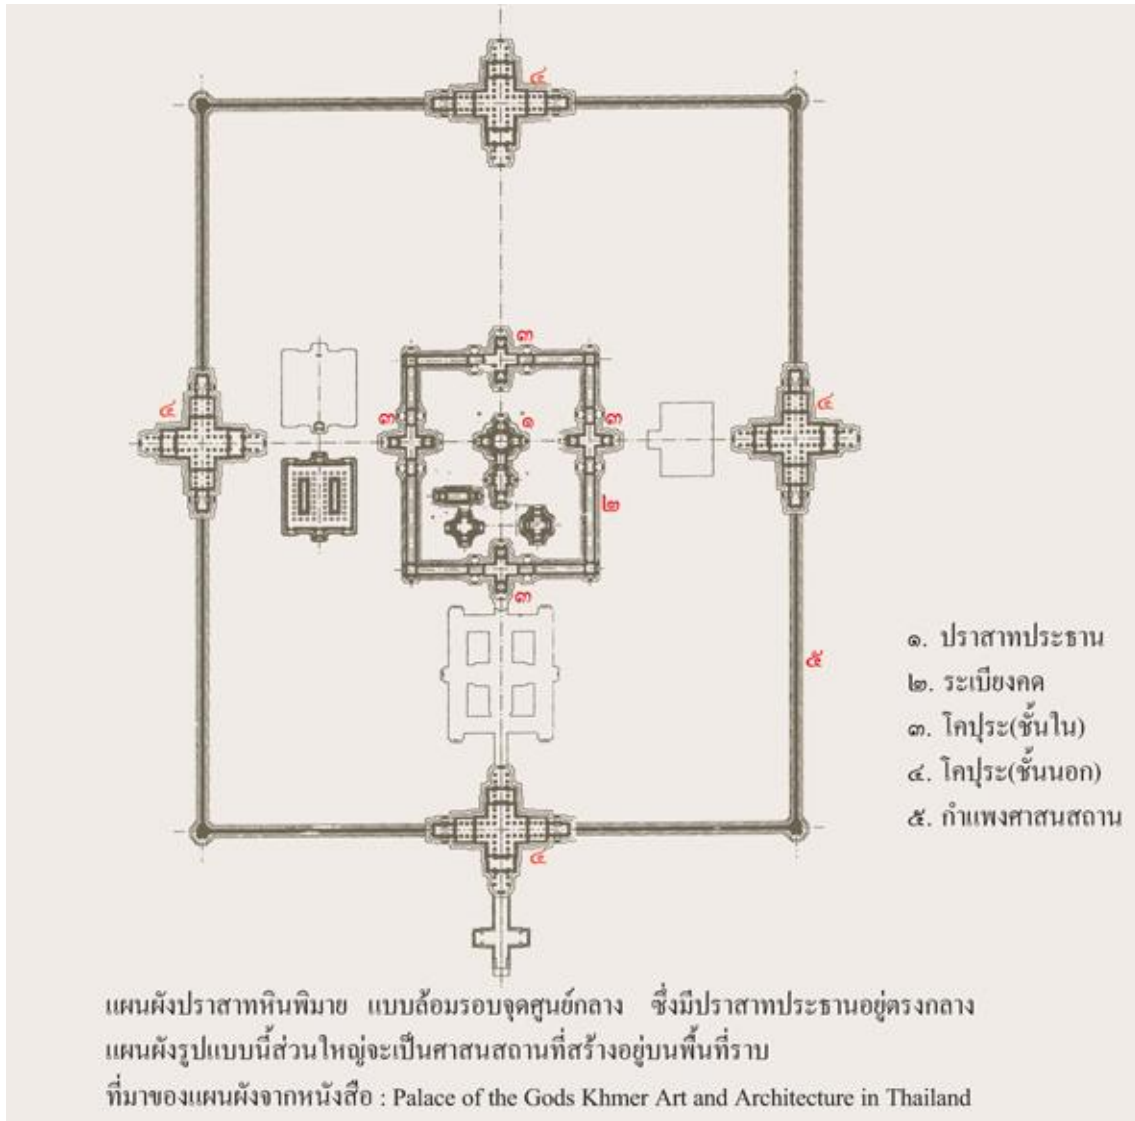 ๔
๓
๔
๓
๑
๓
๔
๒
๓
๑. ปราสาทประธาน
๕
๒. ระเบียงคด
๓. โคปุระ(ชั้นใน)
๔. โคปุระ(ชั้นนอก)
๕. กำแพงศาสนสถาน
๔
แผนผังปราสาทหินพิมาย แบบล้อมรอบจุดศูนย์กลาง ซึ่งมีปราสาทประธานอยู่ตรงกลาง
แผนผังรูปแบบนี้ส่วนใหญ่จะเป็นศาสนสถานที่สร้างอยู่บนพื้นที่ราบ
ที่มาของแผนผังจากหนังสือ : Palace of the Gods Khmer Art and Architecture in Thailand